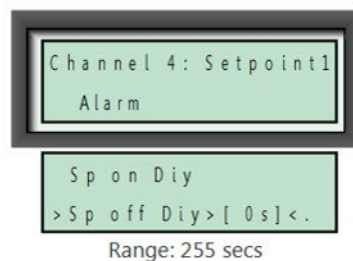 Channel 4: Setpoint1
Alarm
Sp on Diy
>Sp off Diy>[ 0s]<.
Range: 255 secs